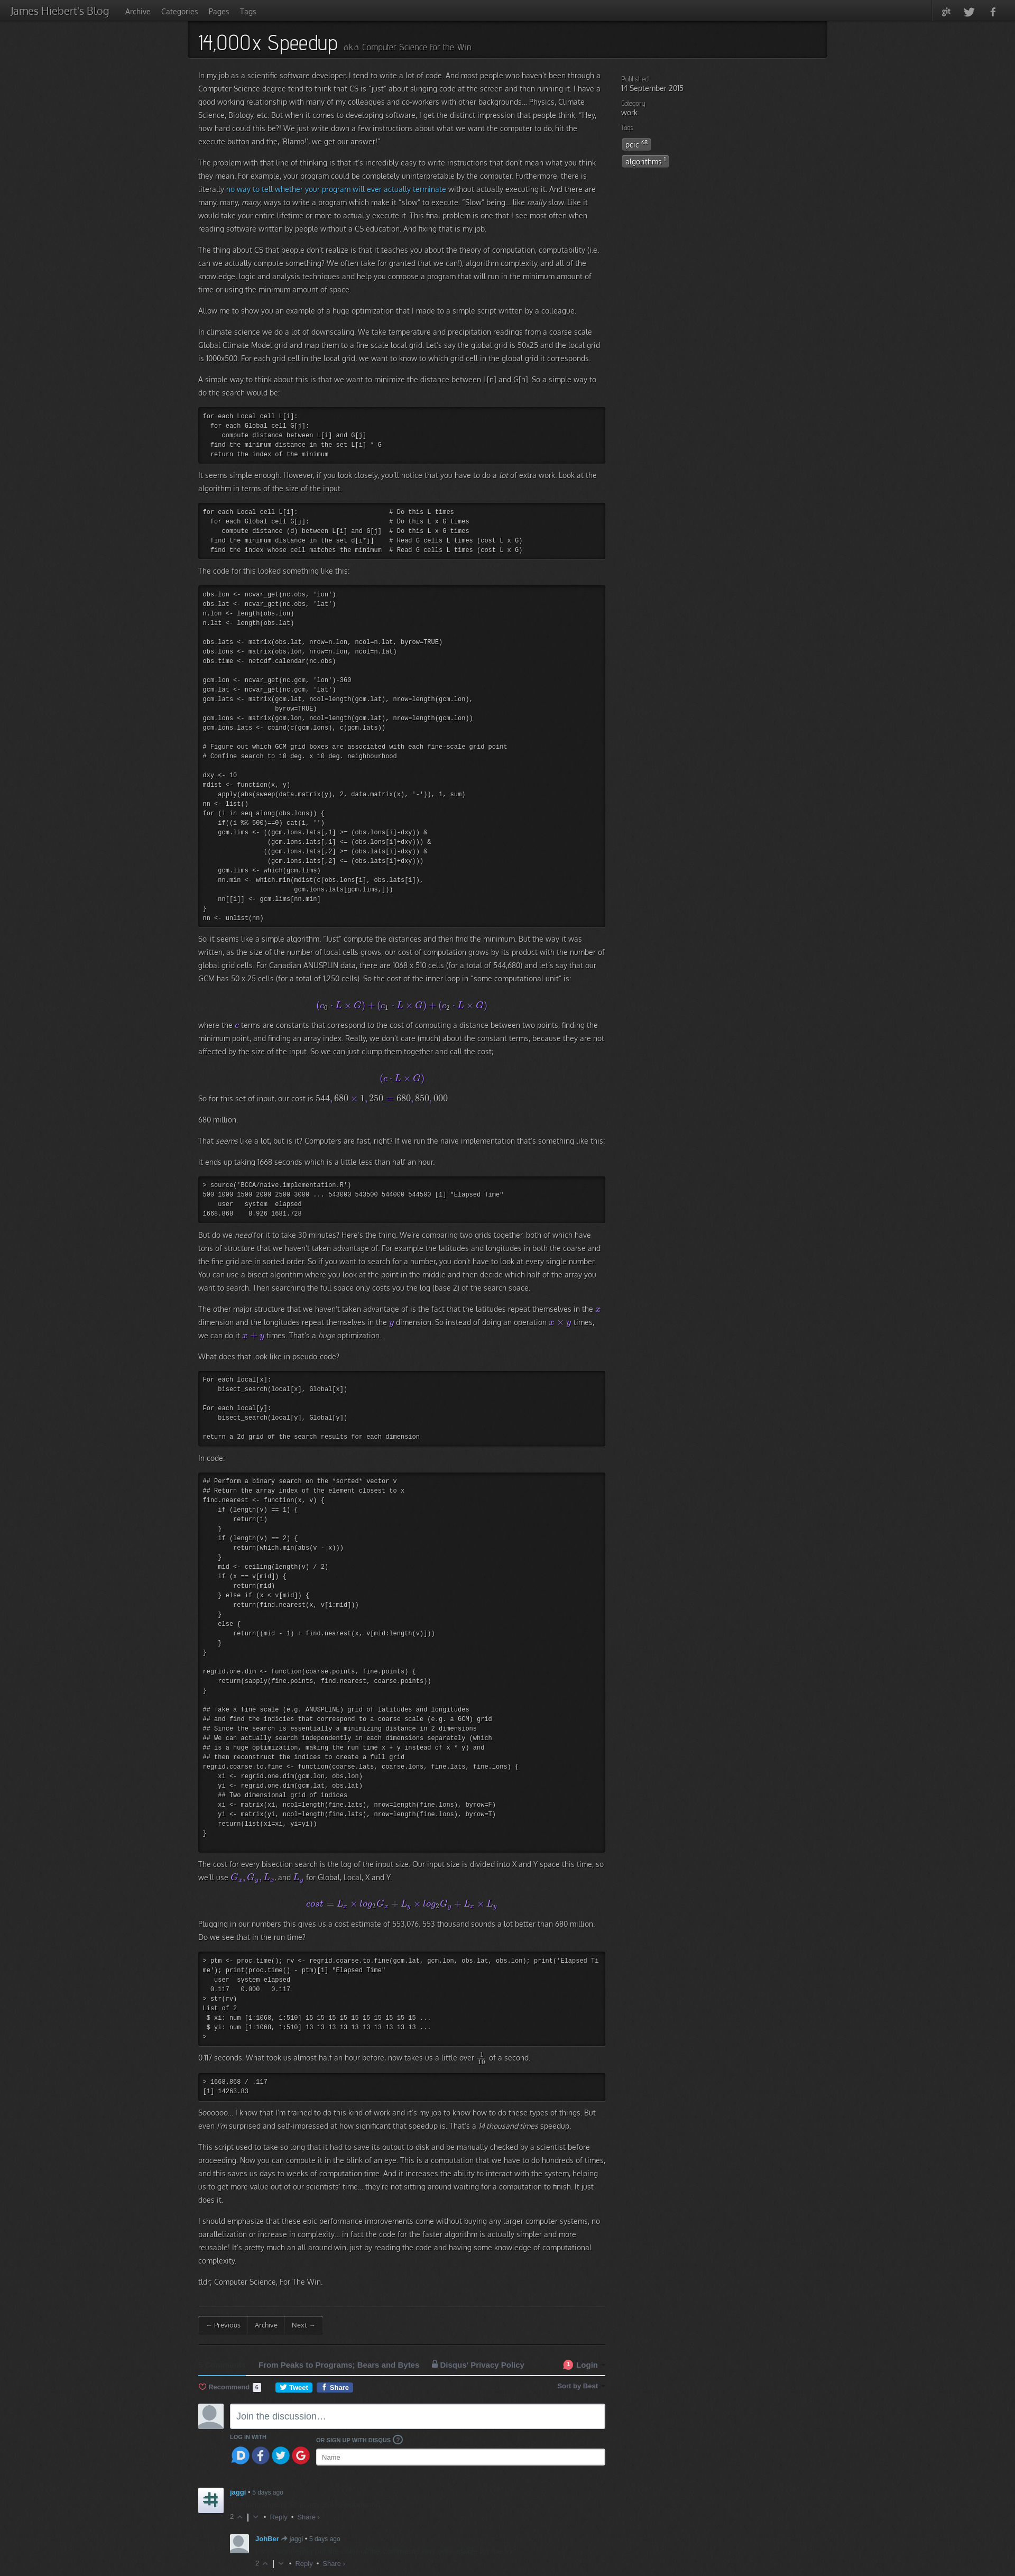 James Hiebert's Blog Archive Categories Pages Tags
14,000x Speedup a.k.a. Computer Science For the Win
In my job as a scientific software developer, I tend to write a lot of code. And most people who haven't been through a
Computer Science degree tend to think that CS is "just" about slinging code at the screen and then running it. I have a
good working relationship with many of my colleagues and co-workers with other backgrounds... Physics, Climate
Science, Biology, etc. But when it comes to developing software, I get the distinct impression that people think, "Hey,
how hard could this be?! We just write down a few instructions about what we want the computer to do, hit the
execute button and the, 'Blamo!', we get our answer!"
The problem with that line of thinking is that it's incredibly easy to write instructions that don't mean what you think
they mean. For example, your program could be completely uninterpretable by the computer. Furthermore, there is
literally no way to tell whether your program will ever actually terminate without actually executing it. And there are
many, many, many, ways to write a program which make it "slow" to execute. "Slow" being... like really slow. Like it
would take your entire lifetime or more to actually execute it. This final problem is one that I see most often when
reading software written by people without a CS education. And fixing that is my job.
The thing about CS that people don't realize is that it teaches you about the theory of computation, computability (i.e.
can we actually compute something? We often take for granted that we can!), algorithm complexity, and all of the
knowledge, logic and analysis techniques and help you compose a program that will run in the minimum amount of
time or using the minimum amount of space.
Allow me to show you an example of a huge optimization that I made to a simple script written by a colleague.
In climate science we do a lot of downscaling. We take temperature and precipitation readings from a coarse scale
Global Climate Model grid and map them to a fine scale local grid. Let's say the global grid is 50x25 and the local grid
is 1000x500. For each grid cell in the local grid, we want to know to which grid cell in the global grid it corresponds.
A simple way to think about this is that we want to minimize the distance between L[n] and G[n]. So a simple way to
do the search would be:
for each Local cell L[i]:
  for each Global cell G[j]:
     compute distance between L[i] and G[j]
  find the minimum distance in the set L[i] * G
  return the index of the minimum
It seems simple enough. However, if you look closely, you'll notice that you have to do a lot of extra work. Look at the
algorithm in terms of the size of the input.
for each Local cell L[i]:                        # Do this L times
  for each Global cell G[j]:                     # Do this L x G times
     compute distance (d) between L[i] and G[j]  # Do this L x G times
  find the minimum distance in the set d[i*j]    # Read G cells L times (cost L x G)
  find the index whose cell matches the minimum  # Read G cells L times (cost L x G)
The code for this looked something like this:
obs.lon <- ncvar_get(nc.obs, 'lon')
obs.lat <- ncvar_get(nc.obs, 'lat')
n.lon <- length(obs.lon)
n.lat <- length(obs.lat)
obs.lats <- matrix(obs.lat, nrow=n.lon, ncol=n.lat, byrow=TRUE)
obs.lons <- matrix(obs.lon, nrow=n.lon, ncol=n.lat)
obs.time <- netcdf.calendar(nc.obs)
gcm.lon <- ncvar_get(nc.gcm, 'lon')-360
gcm.lat <- ncvar_get(nc.gcm, 'lat')
gcm.lats <- matrix(gcm.lat, ncol=length(gcm.lat), nrow=length(gcm.lon),
                   byrow=TRUE)
gcm.lons <- matrix(gcm.lon, ncol=length(gcm.lat), nrow=length(gcm.lon))
gcm.lons.lats <- cbind(c(gcm.lons), c(gcm.lats))
# Figure out which GCM grid boxes are associated with each fine-scale grid point
# Confine search to 10 deg. x 10 deg. neighbourhood
dxy <- 10
mdist <- function(x, y)
    apply(abs(sweep(data.matrix(y), 2, data.matrix(x), '-')), 1, sum)
nn <- list()
for (i in seq_along(obs.lons)) {
    if((i %% 500)==0) cat(i, '')
    gcm.lims <- ((gcm.lons.lats[,1] >= (obs.lons[i]-dxy)) &
                 (gcm.lons.lats[,1] <= (obs.lons[i]+dxy))) &
                ((gcm.lons.lats[,2] >= (obs.lats[i]-dxy)) &
                 (gcm.lons.lats[,2] <= (obs.lats[i]+dxy)))
    gcm.lims <- which(gcm.lims)
    nn.min <- which.min(mdist(c(obs.lons[i], obs.lats[i]),
                        gcm.lons.lats[gcm.lims,]))
    nn[[i]] <- gcm.lims[nn.min]
}
nn <- unlist(nn)
So, it seems like a simple algorithm. "Just" compute the distances and then find the minimum. But the way it was
written, as the size of the number of local cells grows, our cost of computation grows by its product with the number of
global grid cells. For Canadian ANUSPLIN data, there are 1068 x 510 cells (for a total of 544,680) and let's say that our
GCM has 50 x 25 cells (for a total of 1,250 cells). So the cost of the inner loop in "some computational unit" is:
(c0 · L × G) + (c1 · L × G) + (c2 · L × G)
where the c terms are constants that correspond to the cost of computing a distance between two points, finding the
minimum point, and finding an array index. Really, we don't care (much) about the constant terms, because they are not
affected by the size of the input. So we can just clump them together and call the cost;
(c · L × G)
So for this set of input, our cost is 544, 680 × 1, 250 = 680, 850, 000
680 million.
That seems like a lot, but is it? Computers are fast, right? If we run the naive implementation that's something like this:
it ends up taking 1668 seconds which is a little less than half an hour.
> source('BCCA/naive.implementation.R')
500 1000 1500 2000 2500 3000 ... 543000 543500 544000 544500 [1] "Elapsed Time"
    user   system  elapsed
1668.868    8.926 1681.728
But do we need for it to take 30 minutes? Here's the thing. We're comparing two grids together, both of which have
tons of structure that we haven't taken advantage of. For example the latitudes and longitudes in both the coarse and
the fine grid are in sorted order. So if you want to search for a number, you don't have to look at every single number.
You can use a bisect algorithm where you look at the point in the middle and then decide which half of the array you
want to search. Then searching the full space only costs you the log (base 2) of the search space.
The other major structure that we haven't taken advantage of is the fact that the latitudes repeat themselves in the x
dimension and the longitudes repeat themselves in the y dimension. So instead of doing an operation x × y times,
we can do it x + y times. That's a huge optimization.
What does that look like in pseudo-code?
For each local[x]:
    bisect_search(local[x], Global[x])
For each local[y]:
    bisect_search(local[y], Global[y])
return a 2d grid of the search results for each dimension
In code:
## Perform a binary search on the *sorted* vector v
## Return the array index of the element closest to x
find.nearest <- function(x, v) {
    if (length(v) == 1) {
        return(1)
    }
    if (length(v) == 2) {
        return(which.min(abs(v - x)))
    }
    mid <- ceiling(length(v) / 2)
    if (x == v[mid]) {
        return(mid)
    } else if (x < v[mid]) {
        return(find.nearest(x, v[1:mid]))
    }
    else {
        return((mid - 1) + find.nearest(x, v[mid:length(v)]))
    }
}
regrid.one.dim <- function(coarse.points, fine.points) {
    return(sapply(fine.points, find.nearest, coarse.points))
}
## Take a fine scale (e.g. ANUSPLINE) grid of latitudes and longitudes
## and find the indicies that correspond to a coarse scale (e.g. a GCM) grid
## Since the search is essentially a minimizing distance in 2 dimensions
## We can actually search independently in each dimensions separately (which
## is a huge optimization, making the run time x + y instead of x * y) and
## then reconstruct the indices to create a full grid
regrid.coarse.to.fine <- function(coarse.lats, coarse.lons, fine.lats, fine.lons) {
    xi <- regrid.one.dim(gcm.lon, obs.lon)
    yi <- regrid.one.dim(gcm.lat, obs.lat)
    ## Two dimensional grid of indices
    xi <- matrix(xi, ncol=length(fine.lats), nrow=length(fine.lons), byrow=F)
    yi <- matrix(yi, ncol=length(fine.lats), nrow=length(fine.lons), byrow=T)
    return(list(xi=xi, yi=yi))
}
The cost for every bisection search is the log of the input size. Our input size is divided into X and Y space this time, so
we'll use Gx, Gy, Lx, and Ly for Global, Local, X and Y.
cost = Lx × log2Gx + Ly × log2Gy + Lx × Ly
Plugging in our numbers this gives us a cost estimate of 553,076. 553 thousand sounds a lot better than 680 million.
Do we see that in the run time?
> ptm <- proc.time(); rv <- regrid.coarse.to.fine(gcm.lat, gcm.lon, obs.lat, obs.lon); print('Elapsed Ti
me'); print(proc.time() - ptm)[1] "Elapsed Time"
   user  system elapsed
  0.117   0.000   0.117
> str(rv)
List of 2
 $ xi: num [1:1068, 1:510] 15 15 15 15 15 15 15 15 15 15 ...
 $ yi: num [1:1068, 1:510] 13 13 13 13 13 13 13 13 13 13 ...
>
0.117 seconds. What took us almost half an hour before, now takes us a little over 1/10 of a second.
> 1668.868 / .117
[1] 14263.83
Soooooo... I know that I'm trained to do this kind of work and it's my job to know how to do these types of things. But
even I'm surprised and self-impressed at how significant that speedup is. That's a 14 thousand times speedup.
This script used to take so long that it had to save its output to disk and be manually checked by a scientist before
proceeding. Now you can compute it in the blink of an eye. This is a computation that we have to do hundreds of times,
and this saves us days to weeks of computation time. And it increases the ability to interact with the system, helping
us to get more value out of our scientists' time... they're not sitting around waiting for a computation to finish. It just
does it.
I should emphasize that these epic performance improvements come without buying any larger computer systems, no
parallelization or increase in complexity... in fact the code for the faster algorithm is actually simpler and more
reusable! It's pretty much an all around win, just by reading the code and having some knowledge of computational
complexity.
tldr; Computer Science, For The Win.
← Previous Archive Next →
Published
14 September 2015
Category
work
Tags
pcic 68
algorithms 1
From Peaks to Programs; Bears and Bytes Disqus' Privacy Policy 1 Login
Recommend 6 Tweet Share Sort by Best
Join the discussion…
LOG IN WITH
OR SIGN UP WITH DISQUS ?
Name
jaggi • 5 days ago
2 • Reply • Share ›
JohBer jaggi • 5 days ago
2 • Reply • Share ›